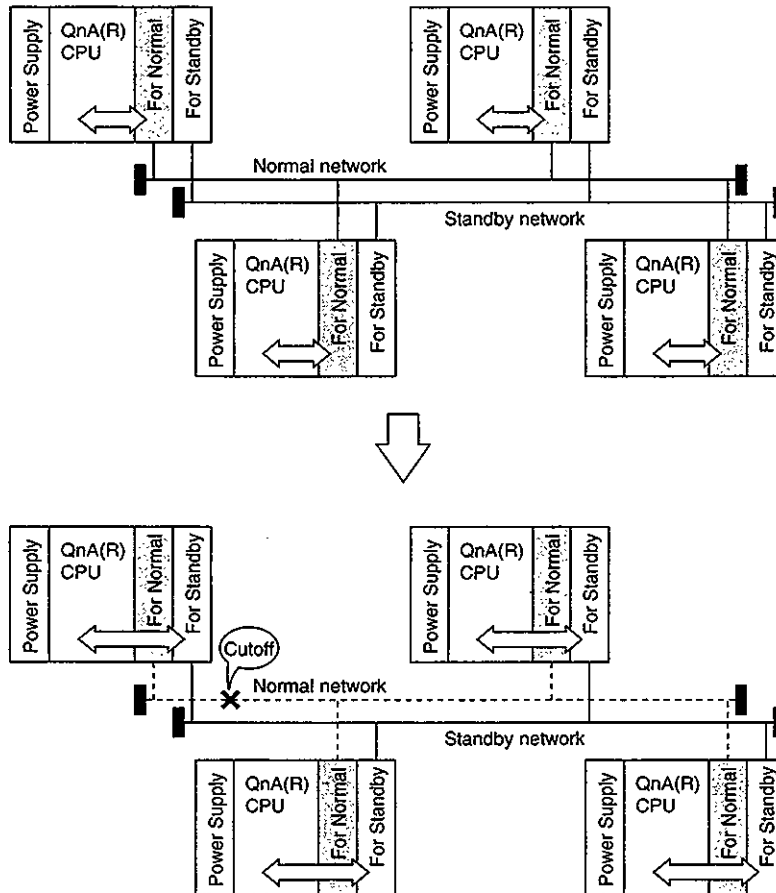 Power Supply
QnA(R)
CPU
For Normal
For Standby
Power Supply
QnA(R)
CPU
For Normal
For Standby
Normal network
Standby network
Power Supply
QnA(R)
CPU
For Normal
For Standby
Power Supply
QnA(R)
CPU
For Normal
For Standby
Power Supply
QnA(R)
CPU
For Normal
For Standby
Power Supply
QnA(R)
CPU
For Normal
For Standby
Cutoff
Normal network
Standby network
Power Supply
QnA(R)
CPU
For Normal
For Standby
Power Supply
QnA(R)
CPU
For Normal
For Standby